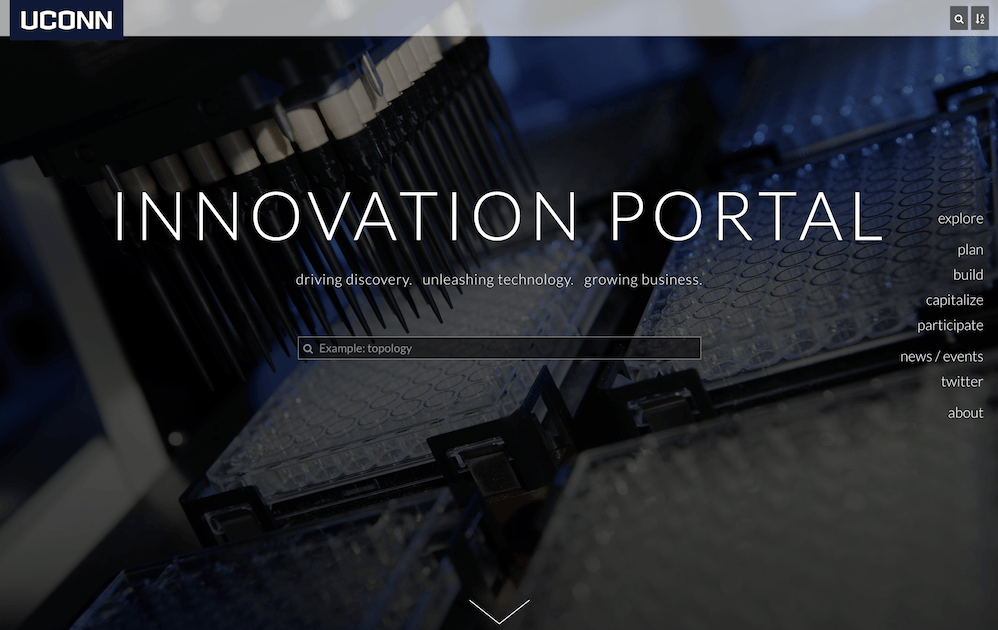 UCONN
INNOVATION PORTAL
driving discovery. unleashing technology. growing business.
Example: topology
explore
plan
build
capitalize
participate
news / events
twitter
about